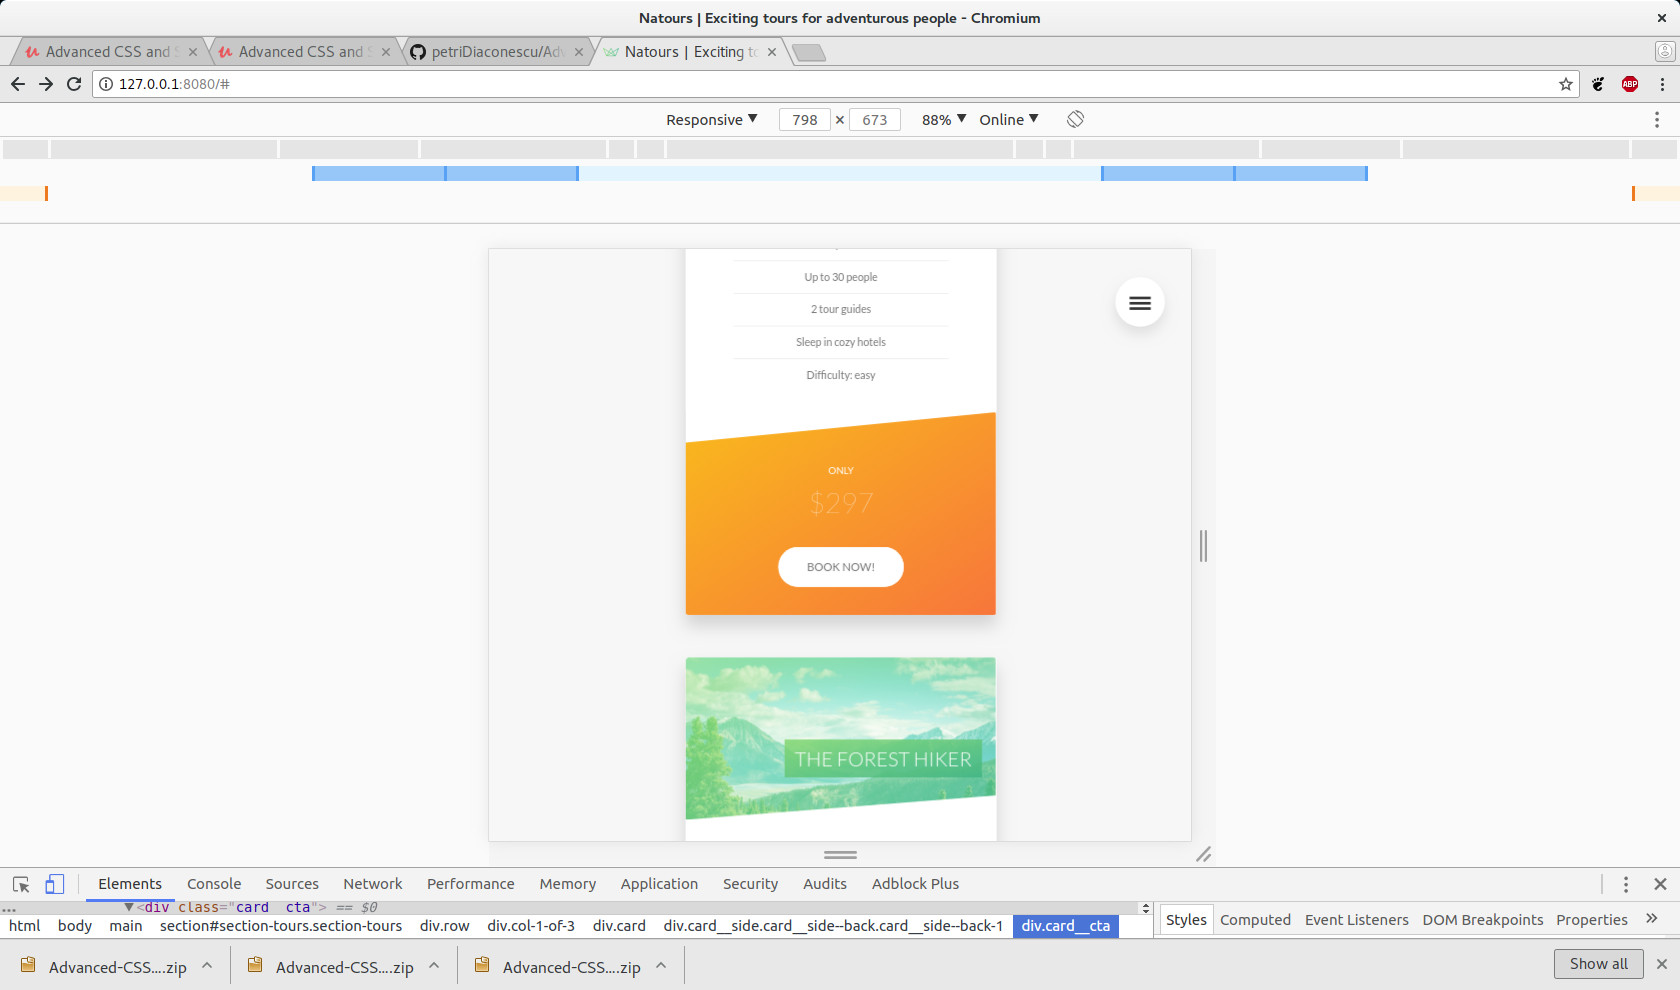 Natours | Exciting tours for adventurous people - Chromium
Advanced CSS and S
Advanced CSS and S
petriDiaconescu/Adv
Natours | Exciting to
127.0.0.1:8080/#
ABP
Responsive ▼ 798 × 673 88% ▼ Online ▼
Up to 30 people
2 tour guides
Sleep in cozy hotels
Difficulty: easy
ONLY
$297
BOOK NOW!
THE FOREST HIKER
Elements Console Sources Network Performance Memory Application Security Audits Adblock Plus
... ▼<div class="card__cta"> == $0
html body main section#section-tours.section-tours div.row div.col-1-of-3 div.card div.card__side.card__side--back.card__side--back-1 div.card__cta
Styles Computed Event Listeners DOM Breakpoints Properties »
Advanced-CSS....zip
Advanced-CSS....zip
Advanced-CSS....zip
Show all